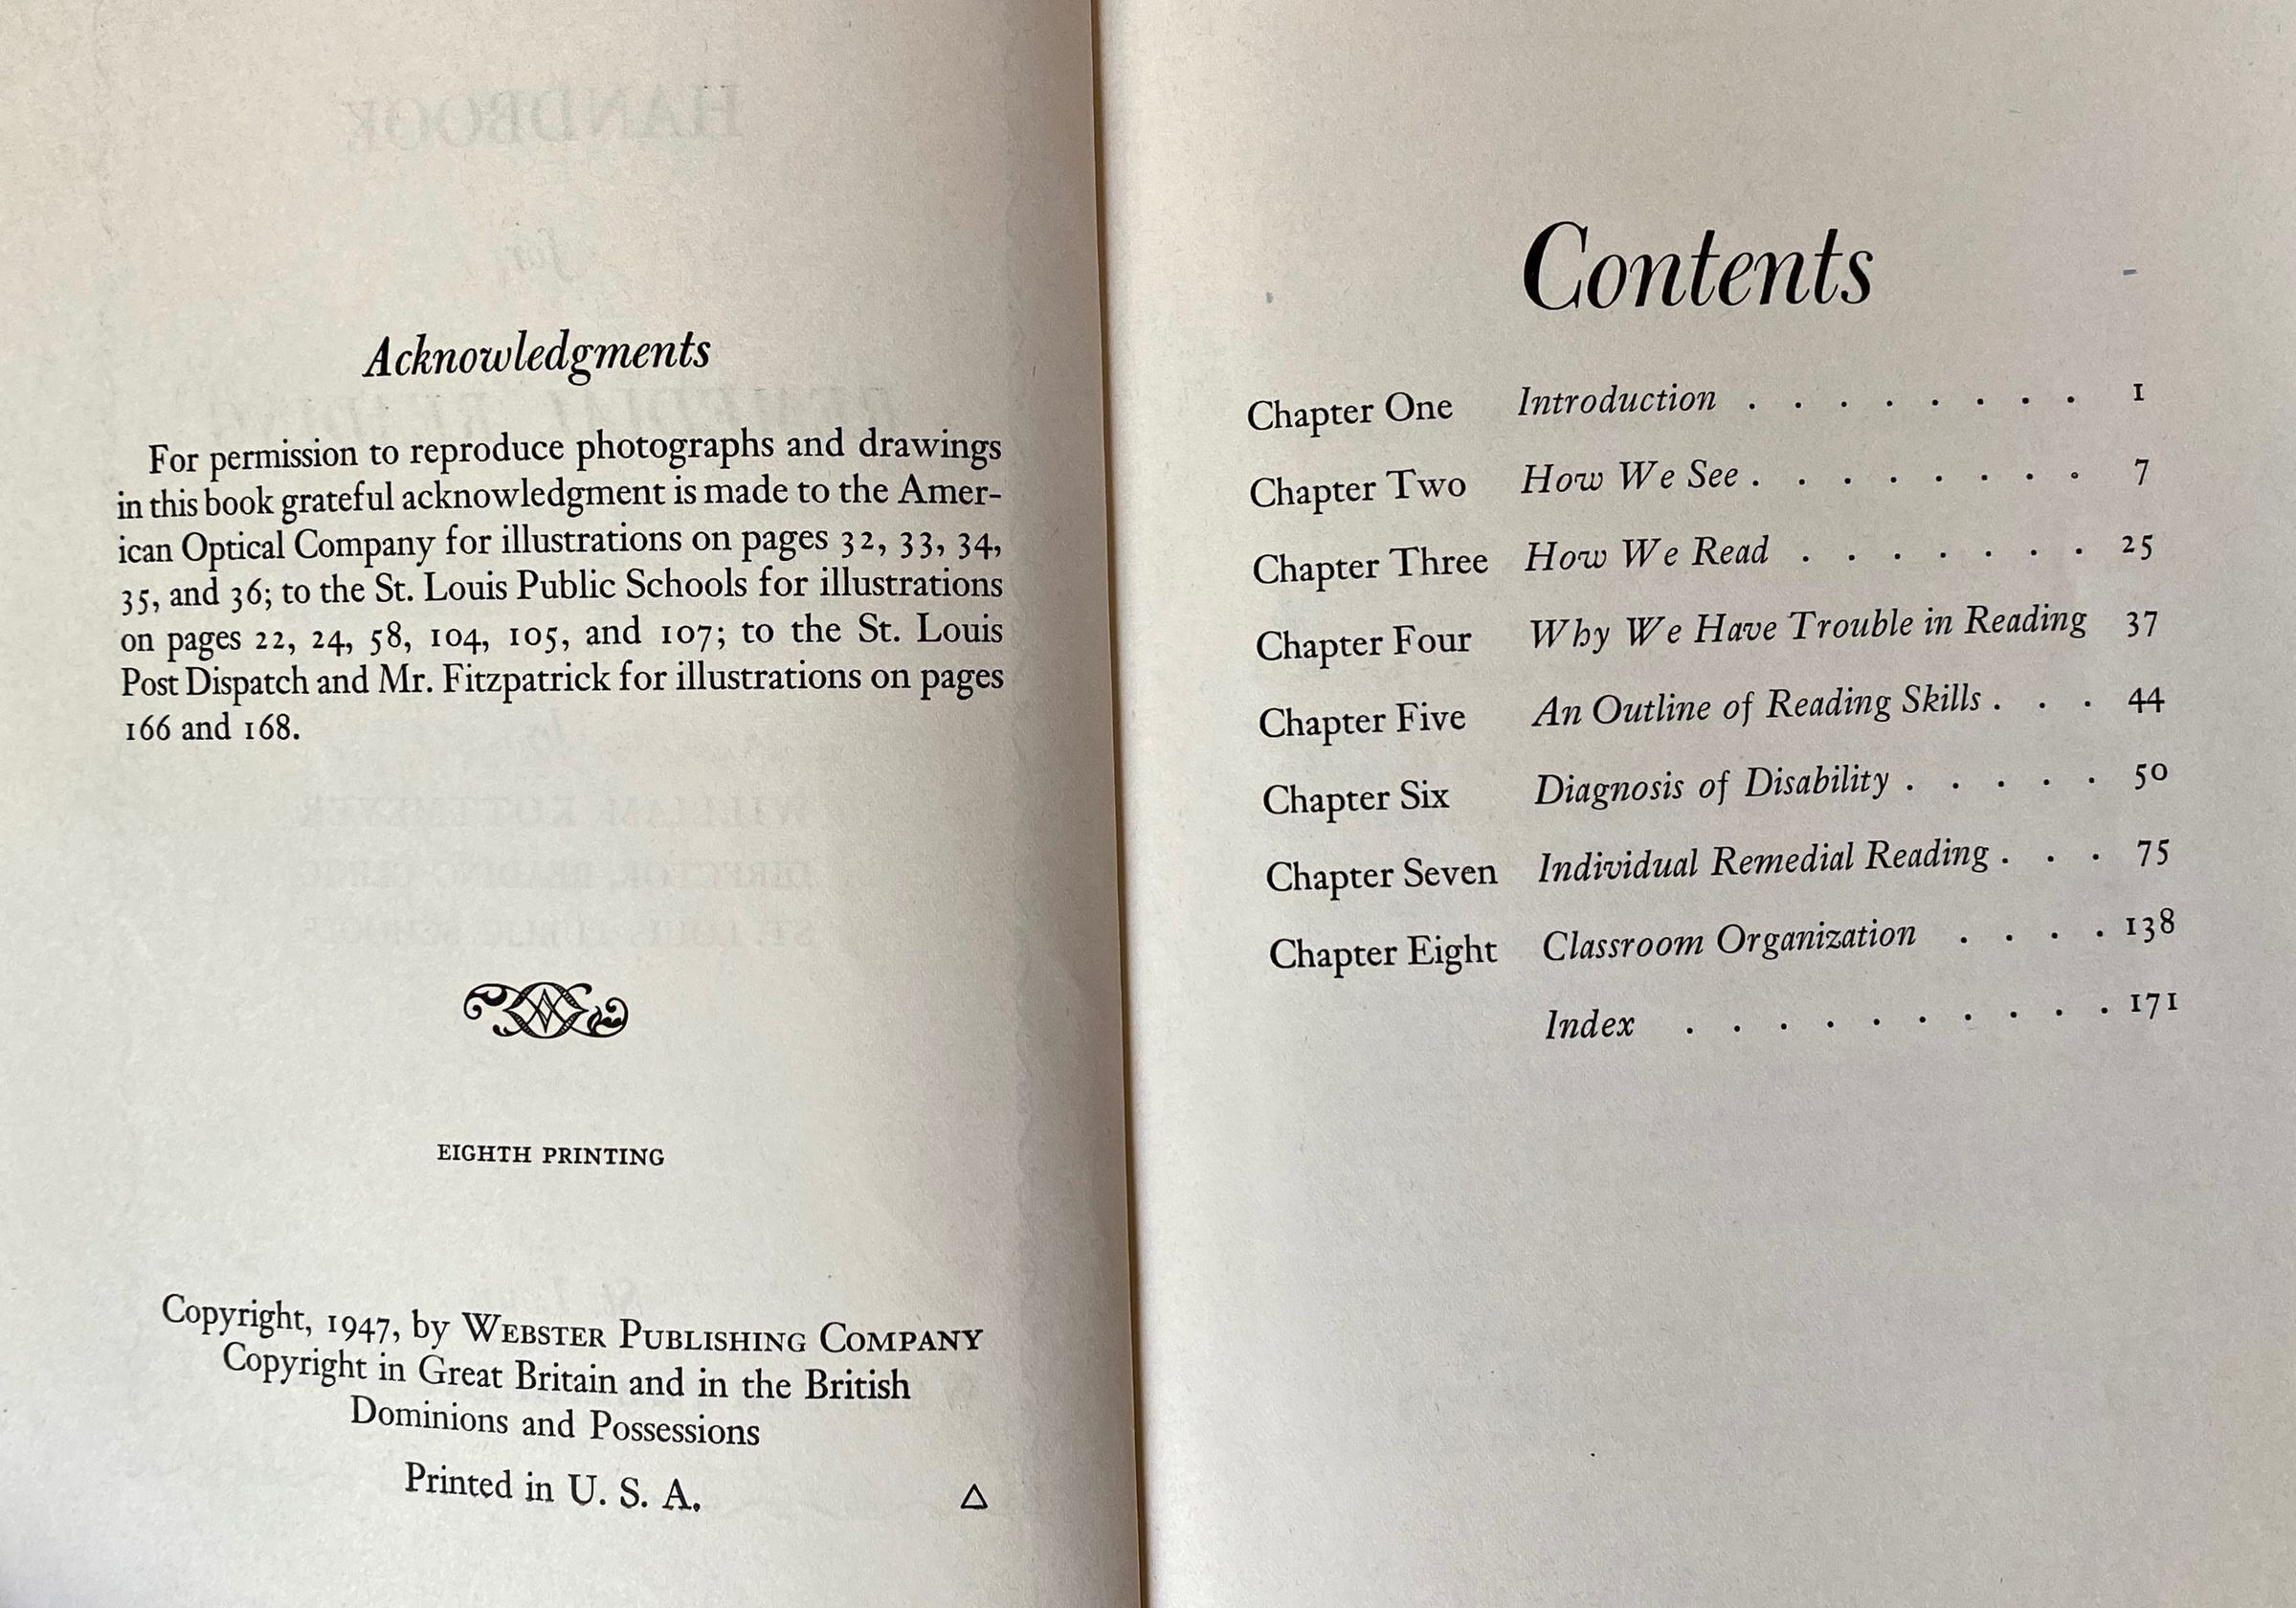 Acknowledgments
For permission to reproduce photographs and drawings
in this book grateful acknowledgment is made to the Amer-
ican Optical Company for illustrations on pages 32, 33, 34,
35, and 36; to the St. Louis Public Schools for illustrations
on pages 22, 24, 58, 104, 105, and 107; to the St. Louis
Post Dispatch and Mr. Fitzpatrick for illustrations on pages
166 and 168.
EIGHTH PRINTING
Copyright, 1947, by WEBSTER PUBLISHING COMPANY
Copyright in Great Britain and in the British
Dominions and Possessions
Printed in U. S. A.
Contents
Chapter One Introduction . . . . . . . . 1
Chapter Two How We See . . . . . . . . 7
Chapter Three How We Read . . . . . . . 25
Chapter Four Why We Have Trouble in Reading 37
Chapter Five An Outline of Reading Skills . . . 44
Chapter Six Diagnosis of Disability . . . . . 50
Chapter Seven Individual Remedial Reading . . . 75
Chapter Eight Classroom Organization . . . . 138
Index . . . . . . . . . . 171